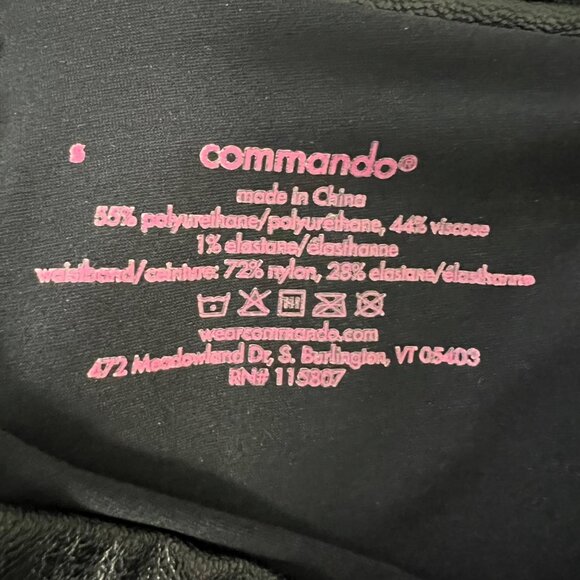 s
commando®
made in China
55% polyurethane/polyuréthane, 44% viscose
1% elastane/élasthanne
waistband/ceinture: 72% nylon, 28% elastane/élasthanne
wearcommando.com
472 Meadowland Dr, S. Burlington, VT 05403
RN# 115807